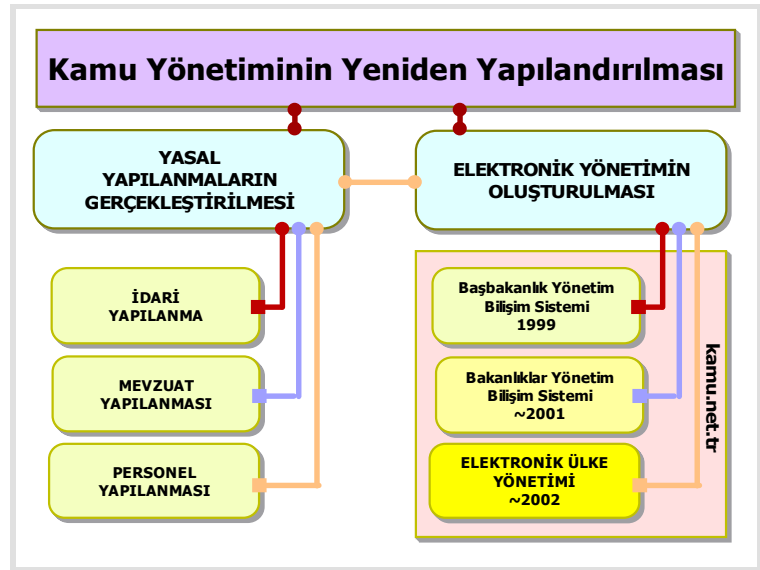 Kamu Yönetiminin Yeniden Yapılandırılması
YASAL
YAPILANMALARIN
GERÇEKLEŞTİRİLMESİ
ELEKTRONİK YÖNETİMİN
OLUŞTURULMASI
İDARİ
YAPILANMA
MEVZUAT
YAPILANMASI
PERSONEL
YAPILANMASI
Başbakanlık Yönetim
Bilişim Sistemi
1999
Bakanlıklar Yönetim
Bilişim Sistemi
~2001
ELEKTRONİK ÜLKE
YÖNETİMİ
~2002
kamu.net.tr